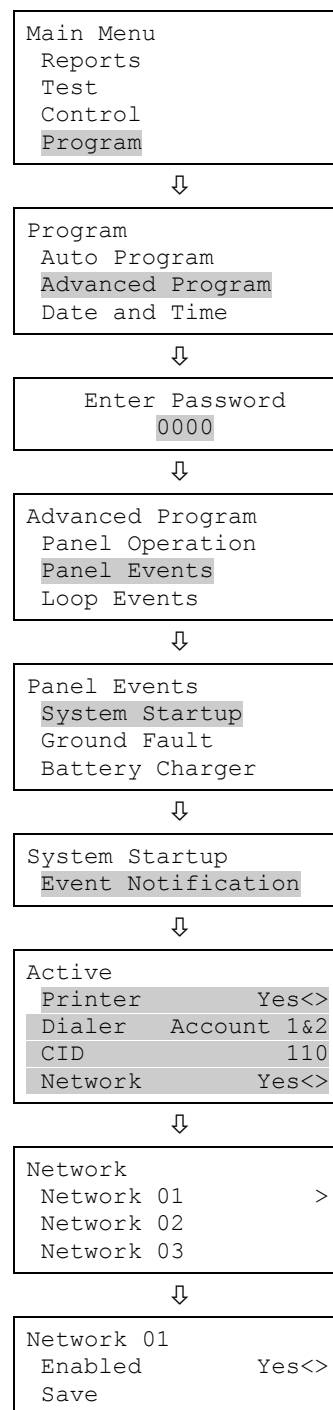 Main Menu
Reports
Test
Control
Program
⇩
Program
Auto Program
Advanced Program
Date and Time
⇩
Enter Password
0000
⇩
Advanced Program
Panel Operation
Panel Events
Loop Events
⇩
Panel Events
System Startup
Ground Fault
Battery Charger
⇩
System Startup
Event Notification
⇩
Active
Printer Yes<>
Dialer Account 1&2
CID 110
Network Yes<>
⇩
Network
Network 01 >
Network 02
Network 03
⇩
Network 01
Enabled Yes<>
Save